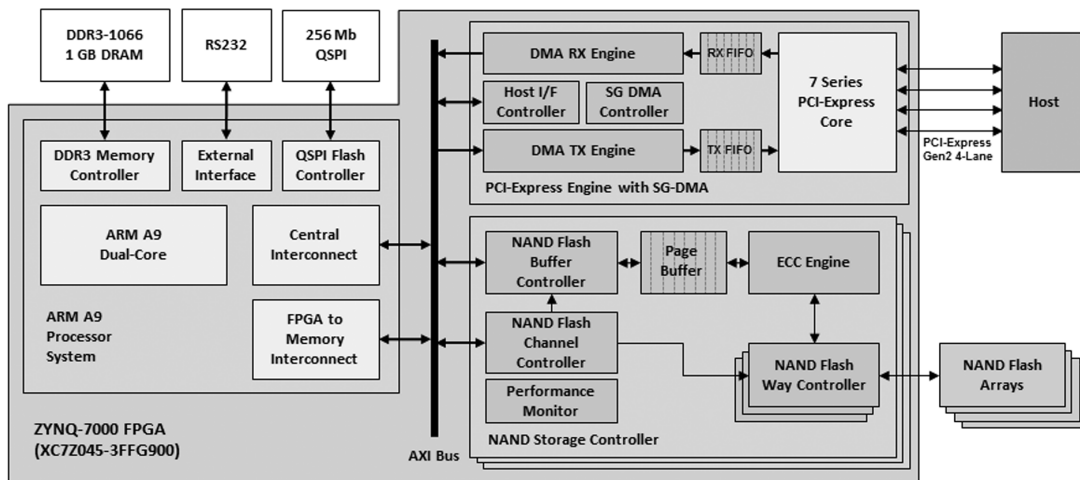 DDR3-1066
1 GB DRAM
RS232
256 Mb
QSPI
DDR3 Memory
Controller
External
Interface
QSPI Flash
Controller
ARM A9
Dual-Core
Central
Interconnect
ARM A9
Processor
System
FPGA to
Memory
Interconnect
ZYNQ-7000 FPGA
(XC7Z045-3FFG900)
AXI Bus
DMA RX Engine
RX FIFO
Host I/F
Controller
SG DMA
Controller
DMA TX Engine
TX FIFO
7 Series
PCI-Express
Core
PCI-Express Engine with SG-DMA
PCI-Express
Gen2 4-Lane
Host
NAND Flash
Buffer
Controller
Page
Buffer
ECC Engine
NAND Flash
Channel
Controller
Performance
Monitor
NAND Flash
Way Controller
NAND Storage Controller
NAND Flash
Arrays